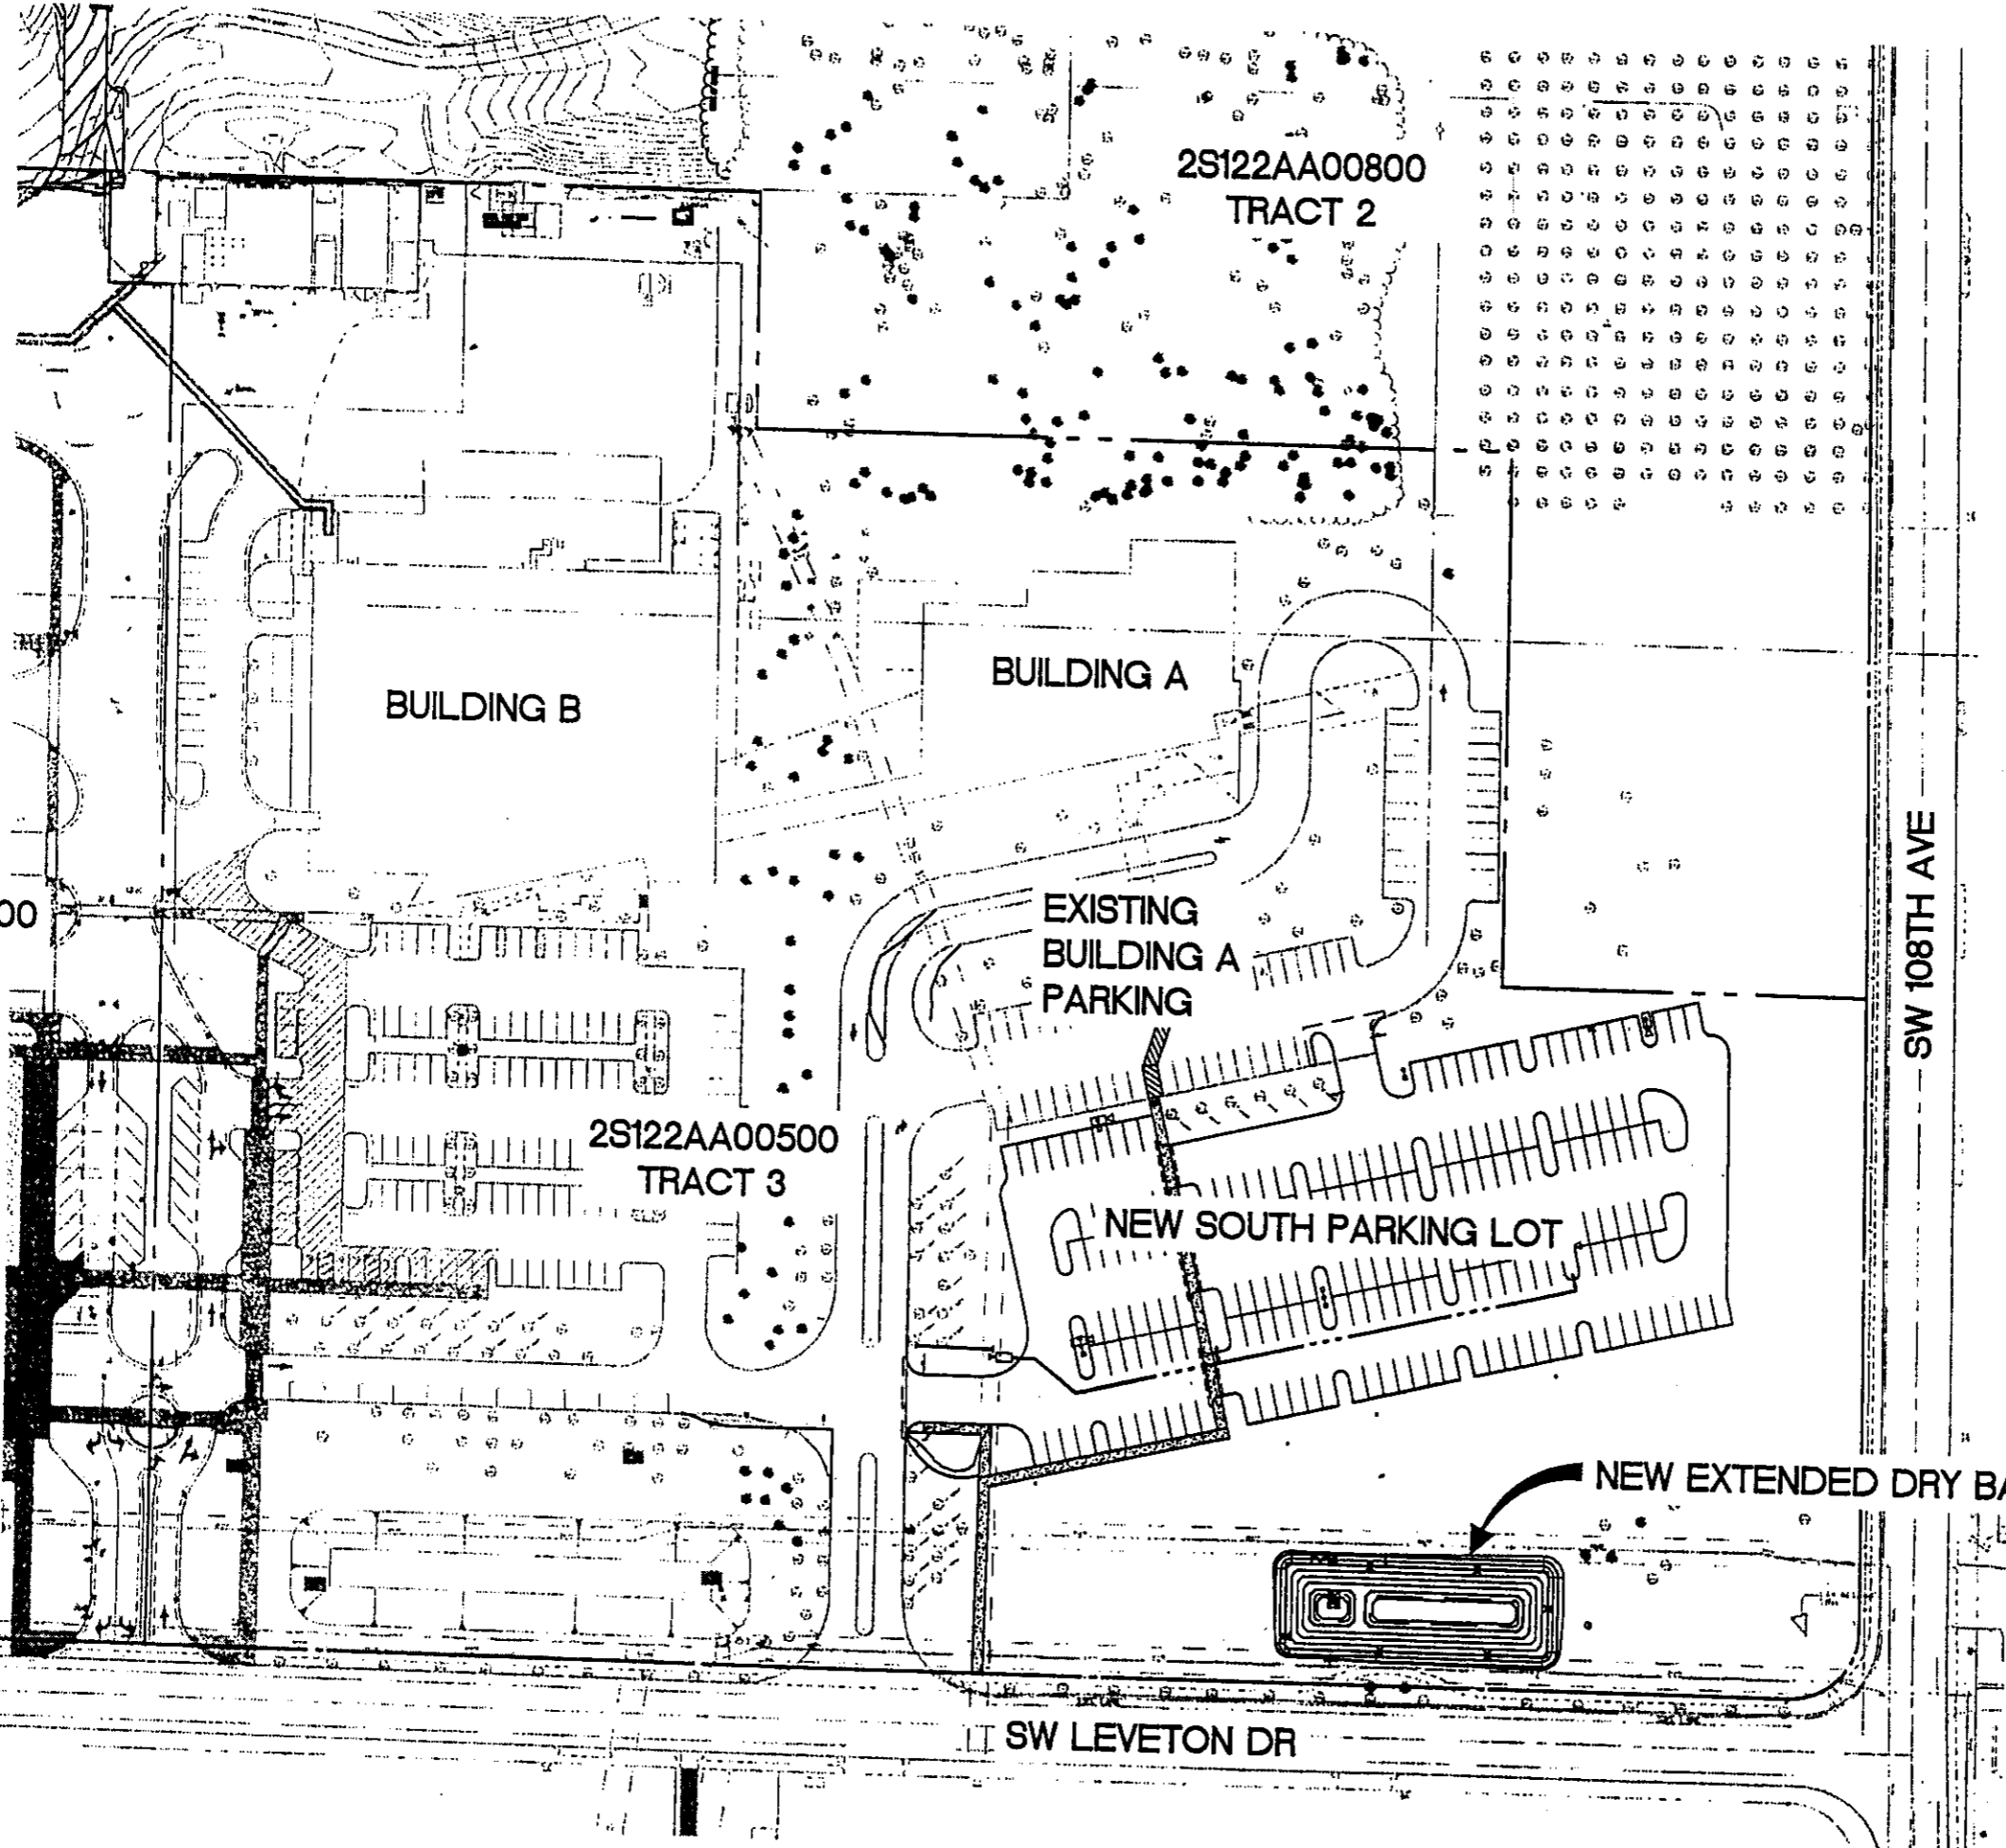 2S122AA00800
TRACT 2
BUILDING A
BUILDING B
SW 108TH AVE
00
EXISTING
BUILDING A
PARKING
2S122AA00500
TRACT 3
NEW SOUTH PARKING LOT
NEW EXTENDED DRY BA
SW LEVETON DR